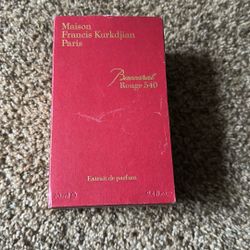 Maison
Francis Kurkdjian
Paris
Baccarat
Rouge 540
Extrait de parfum